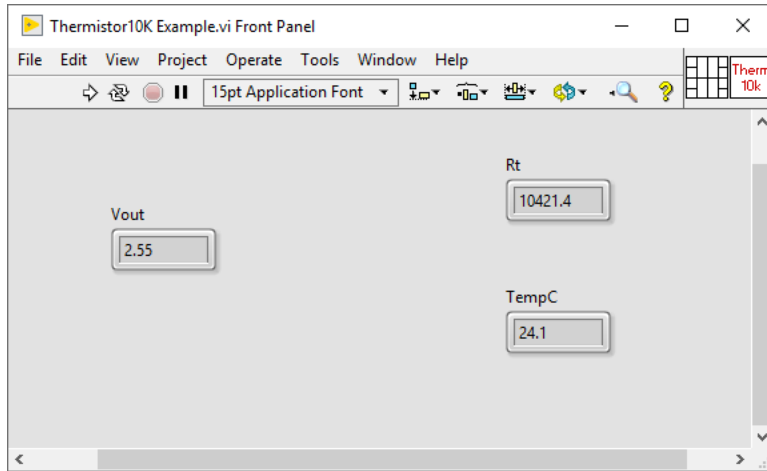 Thermistor10K Example.vi Front Panel
File Edit View Project Operate Tools Window Help
15pt Application Font
Therm
10k
Rt
10421.4
Vout
2.55
TempC
24.1